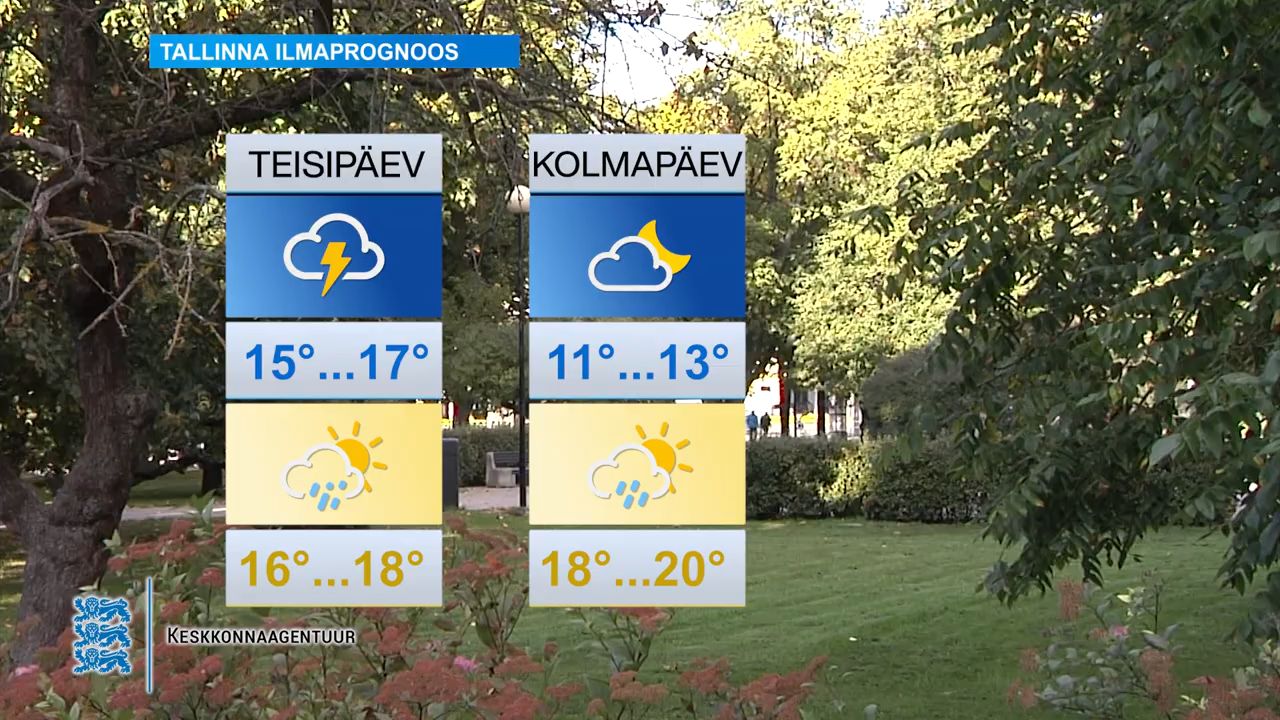 TALLINNA ILMAPROGNOOS
TEISIPÄEV
15°...17°
16°...18°
KOLMAPÄEV
11°...13°
18°...20°
KESKKONNAAGENTUUR